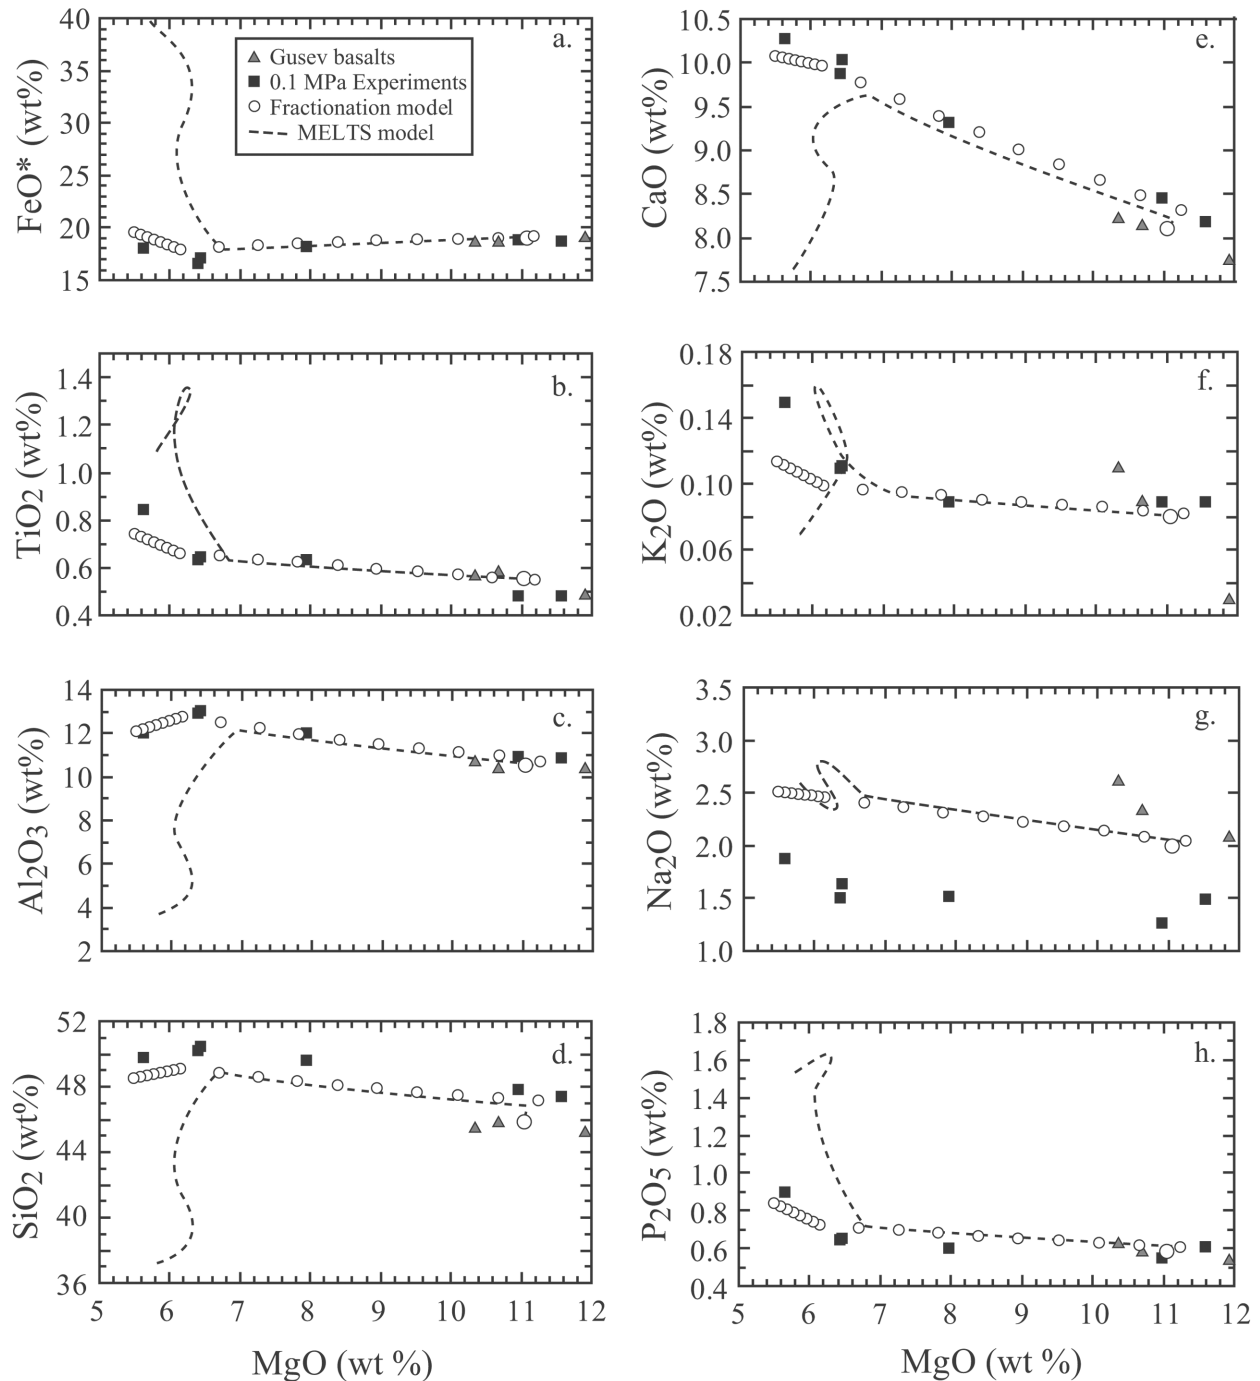 a.
FeO* (wt%)
40
35
30
25
20
15
Gusev basalts
0.1 MPa Experiments
Fractionation model
MELTS model
b.
TiO2 (wt%)
1.4
1.2
1.0
0.8
0.6
0.4
c.
Al2O3 (wt%)
14
12
10
8
6
4
2
d.
SiO2 (wt%)
52
48
44
40
36
5 6 7 8 9 10 11 12
MgO (wt %)
e.
CaO (wt%)
10.5
10.0
9.5
9.0
8.5
8.0
7.5
f.
K2O (wt%)
0.18
0.14
0.10
0.06
0.02
g.
Na2O (wt%)
3.5
3.0
2.5
2.0
1.5
1.0
h.
P2O5 (wt%)
1.8
1.6
1.4
1.2
1.0
0.8
0.6
0.4
5 6 7 8 9 10 11 12
MgO (wt %)